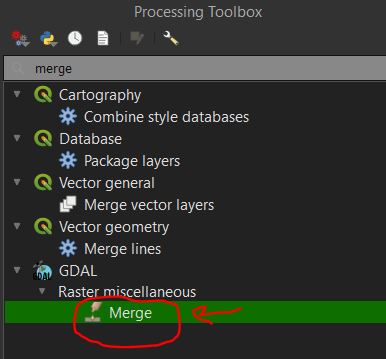 Processing Toolbox
merge
Cartography
Combine style databases
Database
Package layers
Vector general
Merge vector layers
Vector geometry
Merge lines
GDAL
GDAL
Raster miscellaneous
Merge